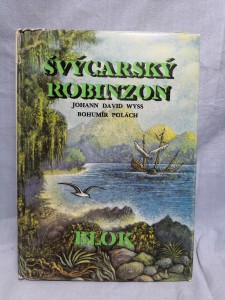 ŠVÝCARSKÝ
ROBINZON
JOHANN DAVID WYSS
BOHUMÍR POLÁCH
BLOK